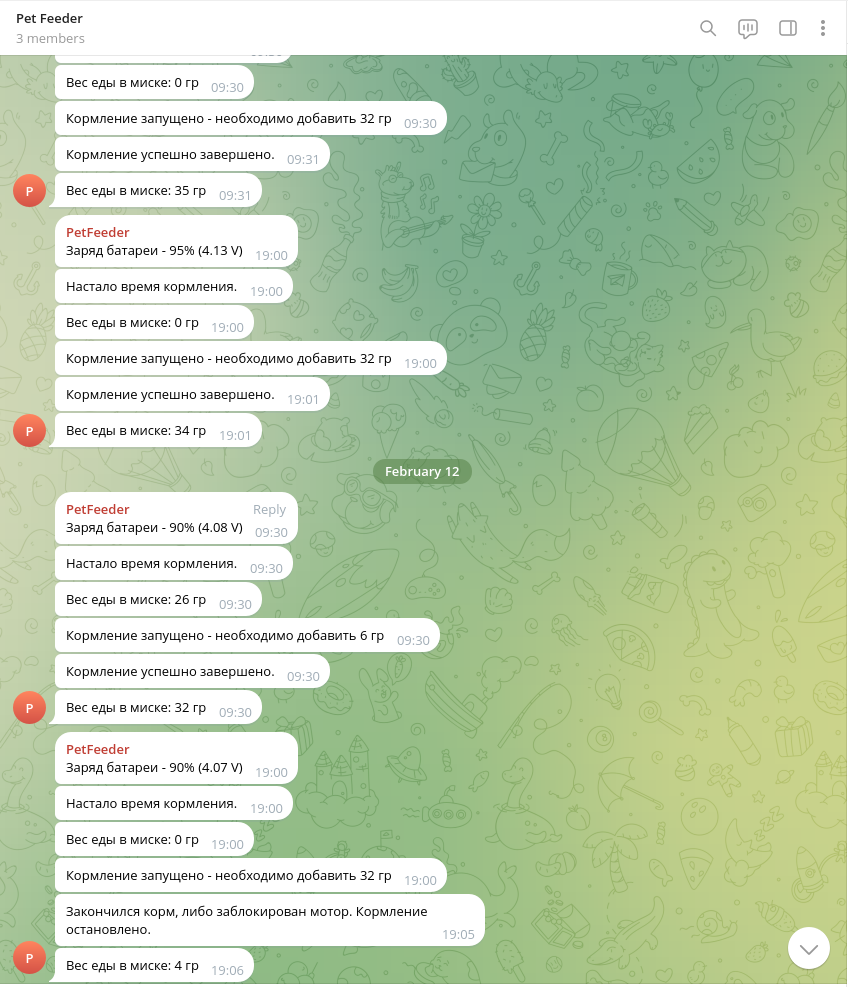 Pet Feeder
3 members
Вес еды в миске: 0 гр 09:30
Кормление запущено - необходимо добавить 32 гр 09:30
Кормление успешно завершено. 09:31
Вес еды в миске: 35 гр 09:31
P
PetFeeder
Заряд батареи - 95% (4.13 V) 19:00
Настало время кормления. 19:00
Вес еды в миске: 0 гр 19:00
Кормление запущено - необходимо добавить 32 гр 19:00
Кормление успешно завершено. 19:01
Вес еды в миске: 34 гр 19:01
P
February 12
PetFeeder Reply
Заряд батареи - 90% (4.08 V) 09:30
Настало время кормления. 09:30
Вес еды в миске: 26 гр 09:30
Кормление запущено - необходимо добавить 6 гр 09:30
Кормление успешно завершено. 09:30
Вес еды в миске: 32 гр 09:30
P
PetFeeder
Заряд батареи - 90% (4.07 V) 19:00
Настало время кормления. 19:00
Вес еды в миске: 0 гр 19:00
Кормление запущено - необходимо добавить 32 гр 19:00
Закончился корм, либо заблокирован мотор. Кормление
остановлено. 19:05
Вес еды в миске: 4 гр 19:06
P